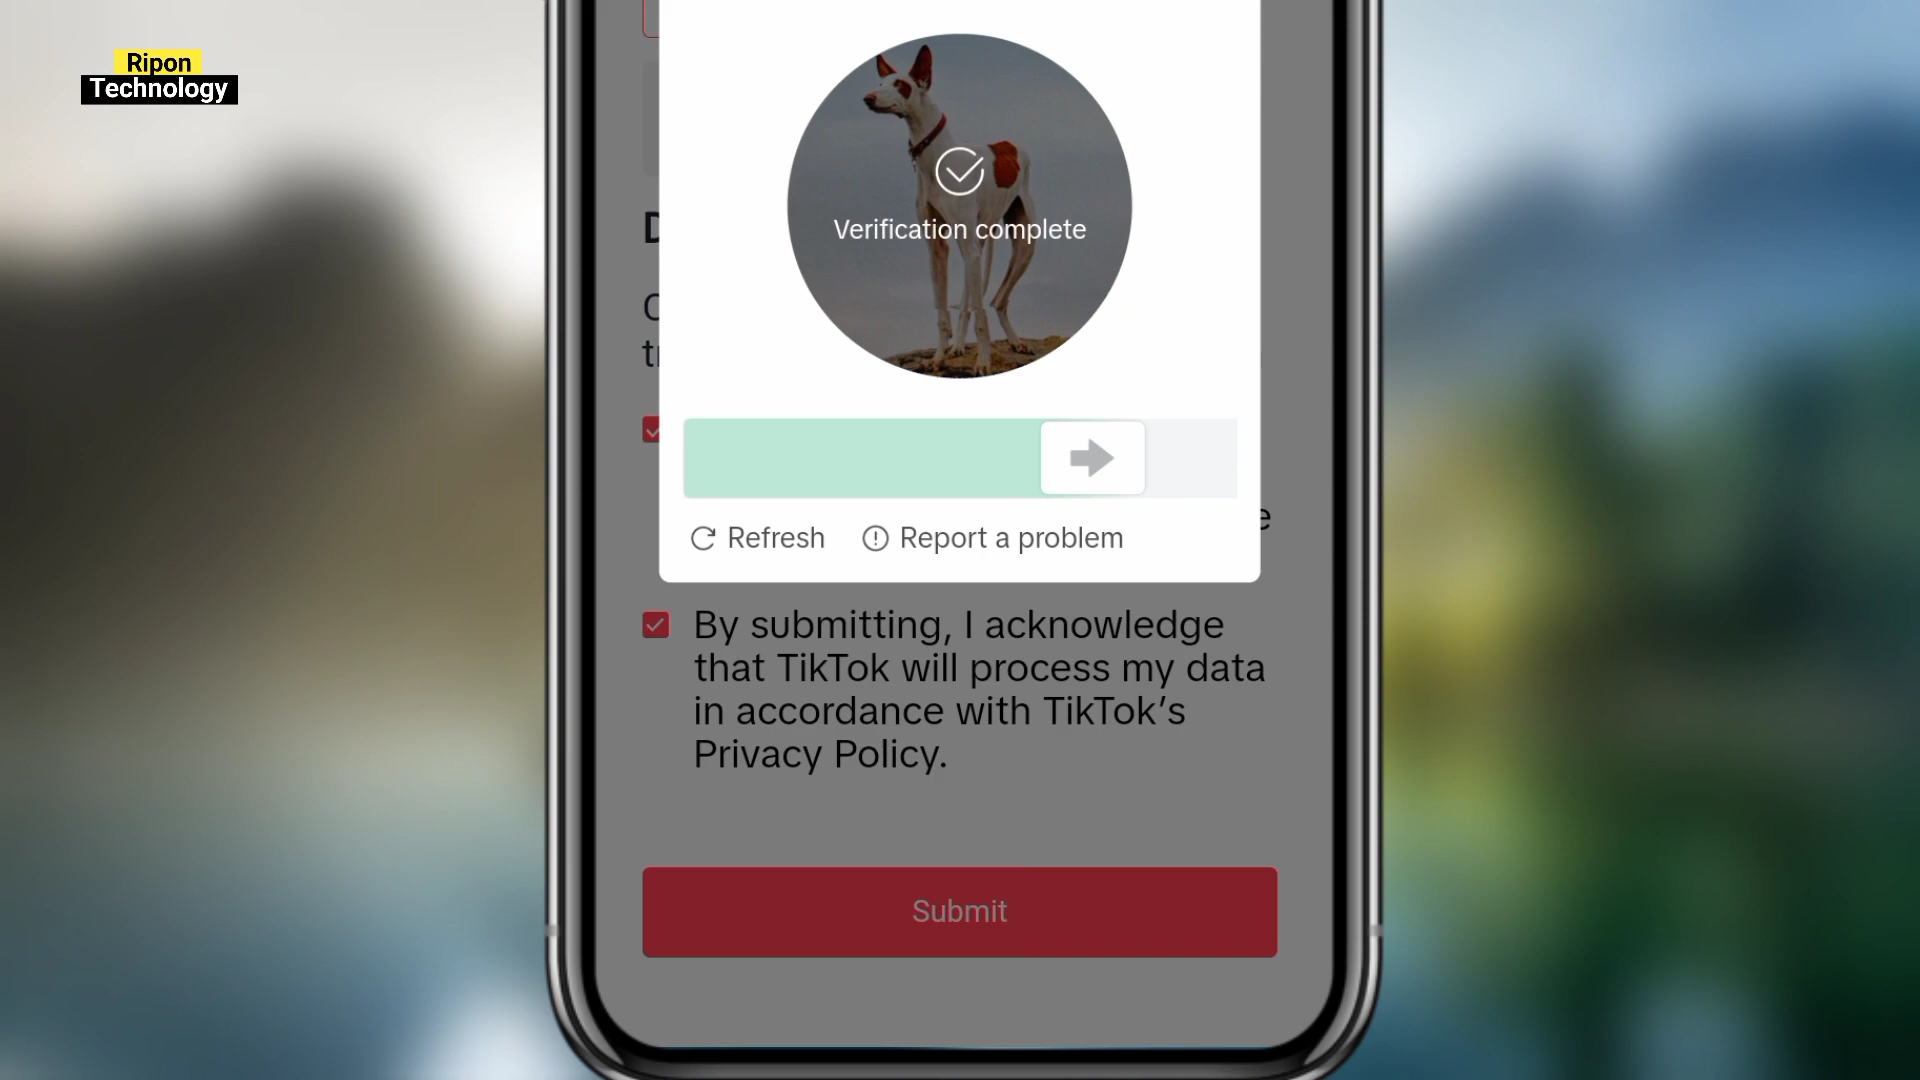 Ripon
Technology
Verification complete
Refresh
Report a problem
By submitting, I acknowledge
that TikTok will process my data
in accordance with TikTok’s
Privacy Policy.
Submit